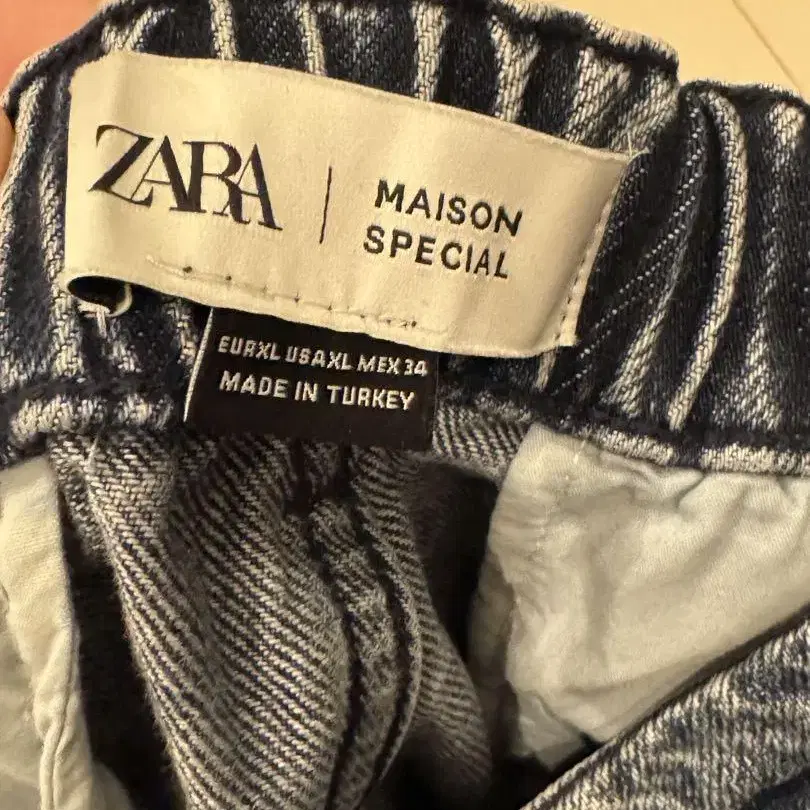 ZARA
MAISON
SPECIAL
EURXL USAXL MEX 34
MADE IN TURKEY